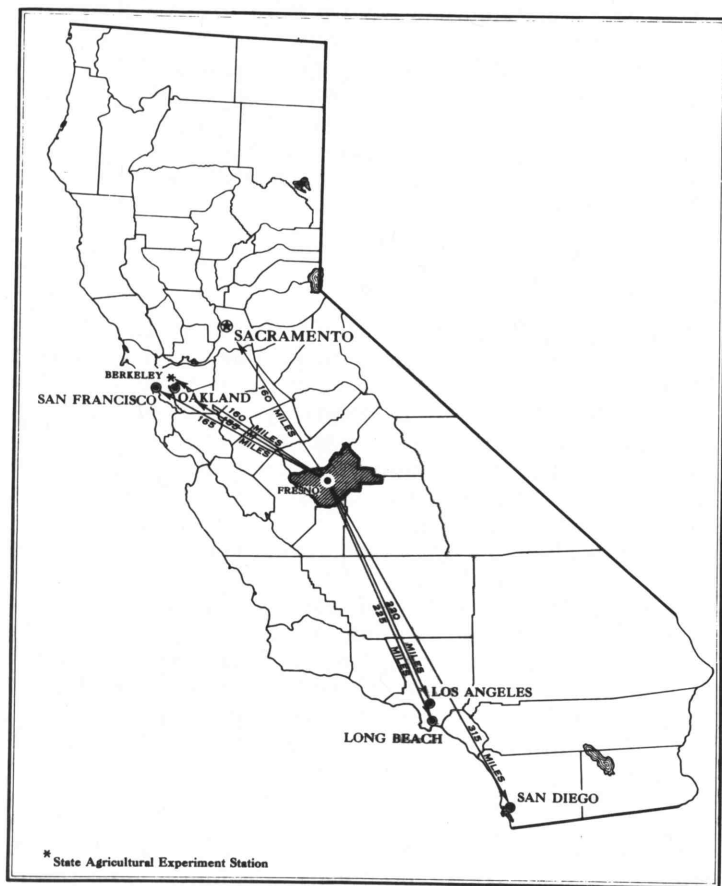 SACRAMENTO
BERKELEY *
SAN FRANCISCO
OAKLAND
160 MILES
160 MILES
165 MILES
FRESNO
220 MILES
225 MILES
LOS ANGELES
LONG BEACH
315 MILES
SAN DIEGO
* State Agricultural Experiment Station